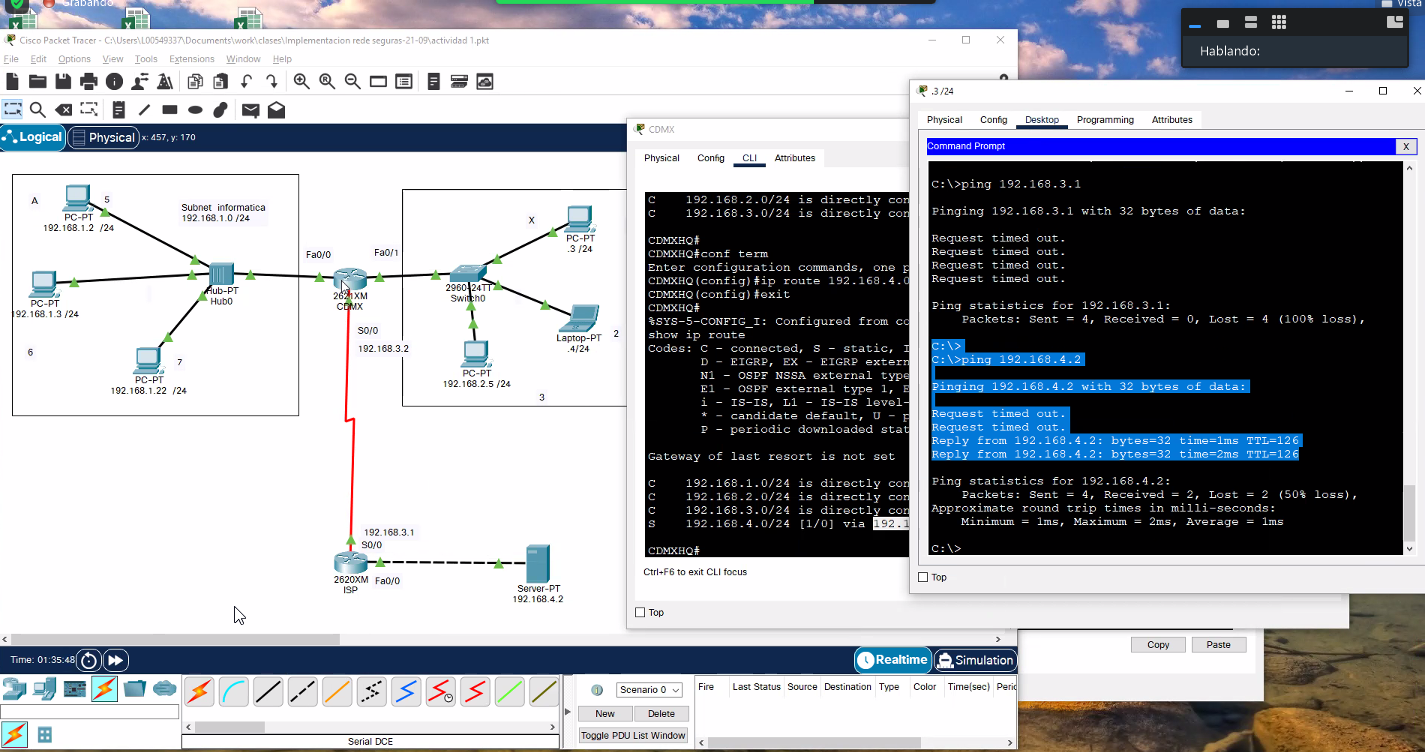 Grabando
Vista
Hablando:
Cisco Packet Tracer - C:\Users\L00549337\Documents\work\clases\Implementacion rede seguras-21-09\actividad 1.pkt
File Edit Options View Tools Extensions Window Help
Logical Physical x: 457, y: 170
A
5
PC-PT
192.168.1.2 /24
Subnet informatica
192.168.1.0 /24
PC-PT
192.168.1.3 /24
Hub-PT
Hub0
6
7
PC-PT
192.168.1.22 /24
Fa0/0
Fa0/1
2621XM
CDMX
S0/0
192.168.3.2
X
PC-PT
.3 /24
2960-24TT
Switch0
Laptop-PT
.4/24
2
PC-PT
192.168.2.5 /24
3
192.168.3.1
S0/0
2620XM
ISP
Fa0/0
Server-PT
192.168.4.2
CDMX
Physical Config CLI Attributes
C 192.168.2.0/24 is directly con
C 192.168.3.0/24 is directly con
CDMXHQ#
CDMXHQ#conf term
Enter configuration commands, one p
CDMXHQ(config)#ip route 192.168.4.0
CDMXHQ(config)#exit
CDMXHQ#
%SYS-5-CONFIG_I: Configured from co
show ip route
Codes: C - connected, S - static, I
D - EIGRP, EX - EIGRP extern
N1 - OSPF NSSA external type
E1 - OSPF external type 1, E
i - IS-IS, L1 - IS-IS level-
* - candidate default, U - p
P - periodic downloaded stat
Gateway of last resort is not set
C 192.168.1.0/24 is directly con
C 192.168.2.0/24 is directly con
C 192.168.3.0/24 is directly con
S 192.168.4.0/24 [1/0] via 192.1
CDMXHQ#
Ctrl+F6 to exit CLI focus
Top
.3 /24
Physical Config Desktop Programming Attributes
Command Prompt
X
C:\>ping 192.168.3.1
Pinging 192.168.3.1 with 32 bytes of data:
Request timed out.
Request timed out.
Request timed out.
Request timed out.
Ping statistics for 192.168.3.1:
Packets: Sent = 4, Received = 0, Lost = 4 (100% loss),
C:\>
C:\>ping 192.168.4.2
Pinging 192.168.4.2 with 32 bytes of data:
Request timed out.
Request timed out.
Reply from 192.168.4.2: bytes=32 time=1ms TTL=126
Reply from 192.168.4.2: bytes=32 time=2ms TTL=126
Ping statistics for 192.168.4.2:
Packets: Sent = 4, Received = 2, Lost = 2 (50% loss),
Approximate round trip times in milli-seconds:
Minimum = 1ms, Maximum = 2ms, Average = 1ms
C:\>
Top
Copy Paste
Time: 01:35:48
Realtime Simulation
Scenario 0
New Delete
Toggle PDU List Window
Fire Last Status Source Destination Type Color Time(sec) Peric
Serial DCE